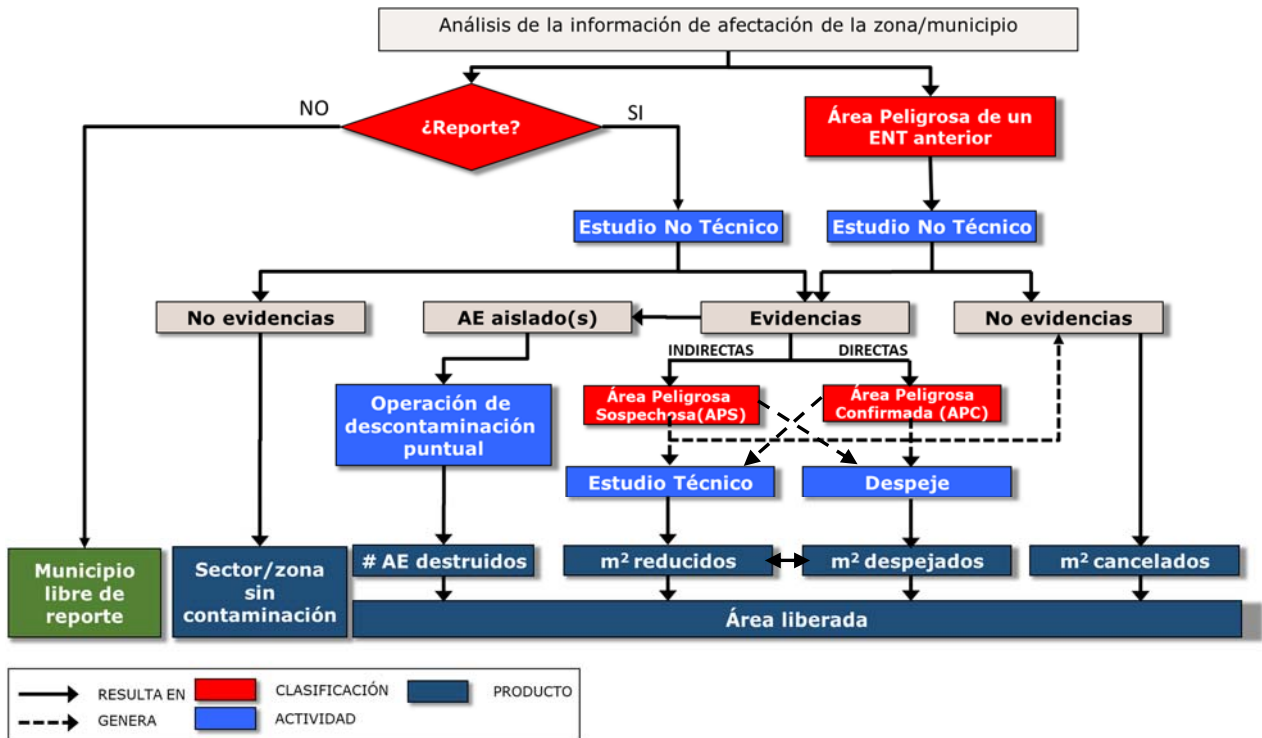 Análisis de la información de afectación de la zona/municipio
NO
¿Reporte?
SI
Área Peligrosa de un
ENT anterior
Estudio No Técnico
Estudio No Técnico
No evidencias
AE aislado(s)
Evidencias
No evidencias
INDIRECTAS
DIRECTAS
Operación de
descontaminación
puntual
Área Peligrosa
Sospechosa(APS)
Área Peligrosa
Confirmada (APC)
Estudio Técnico
Despeje
Municipio
libre de
reporte
Sector/zona
sin
contaminación
# AE destruidos
m² reducidos
m² despejados
m² cancelados
Área liberada
RESULTA EN
CLASIFICACIÓN
PRODUCTO
GENERA
ACTIVIDAD